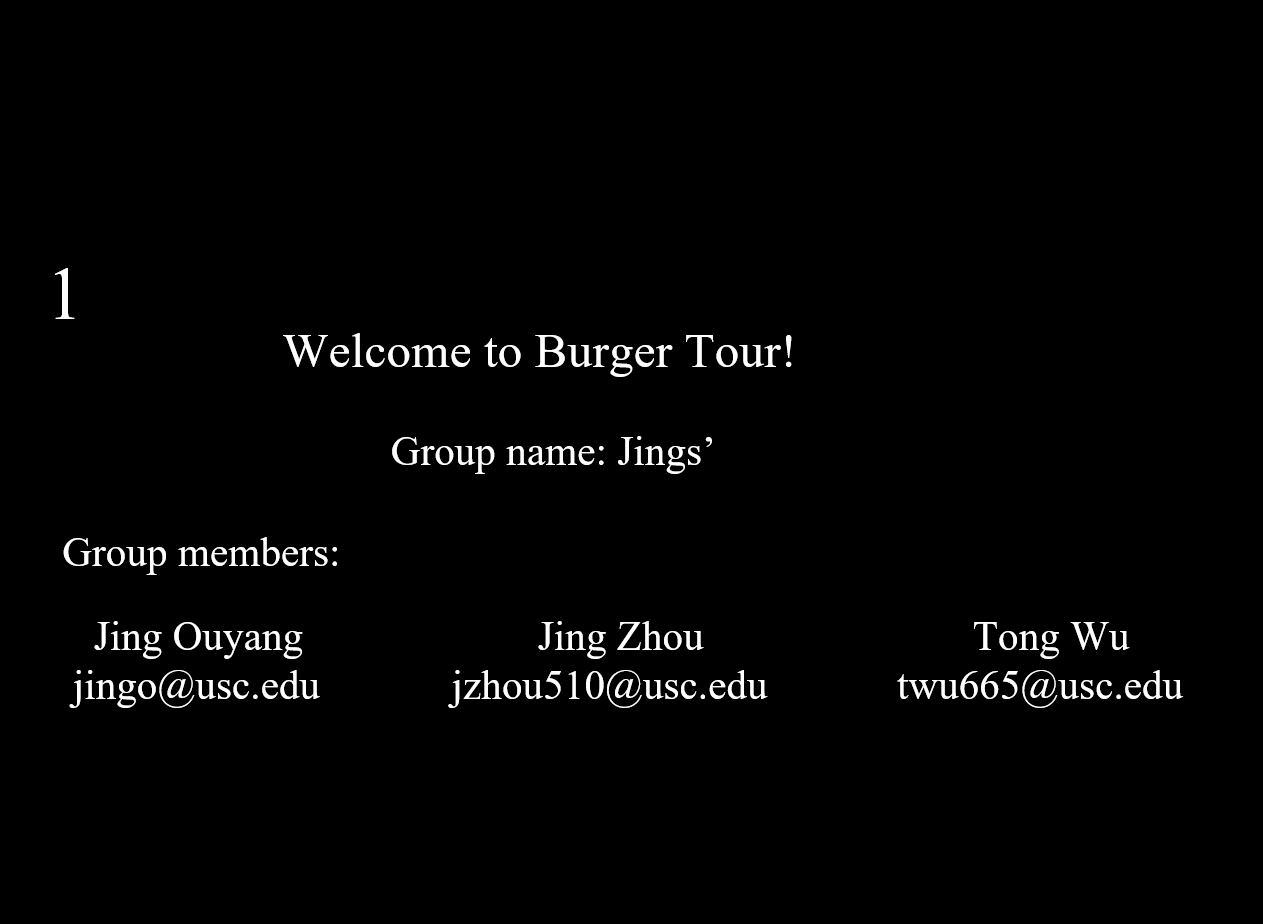 1
Welcome to Burger Tour!
Group name: Jings’
Group members:
Jing Ouyang Jing Zhou Tong Wu
jingo@usc.edu jzhou510@usc.edu twu665@usc.edu